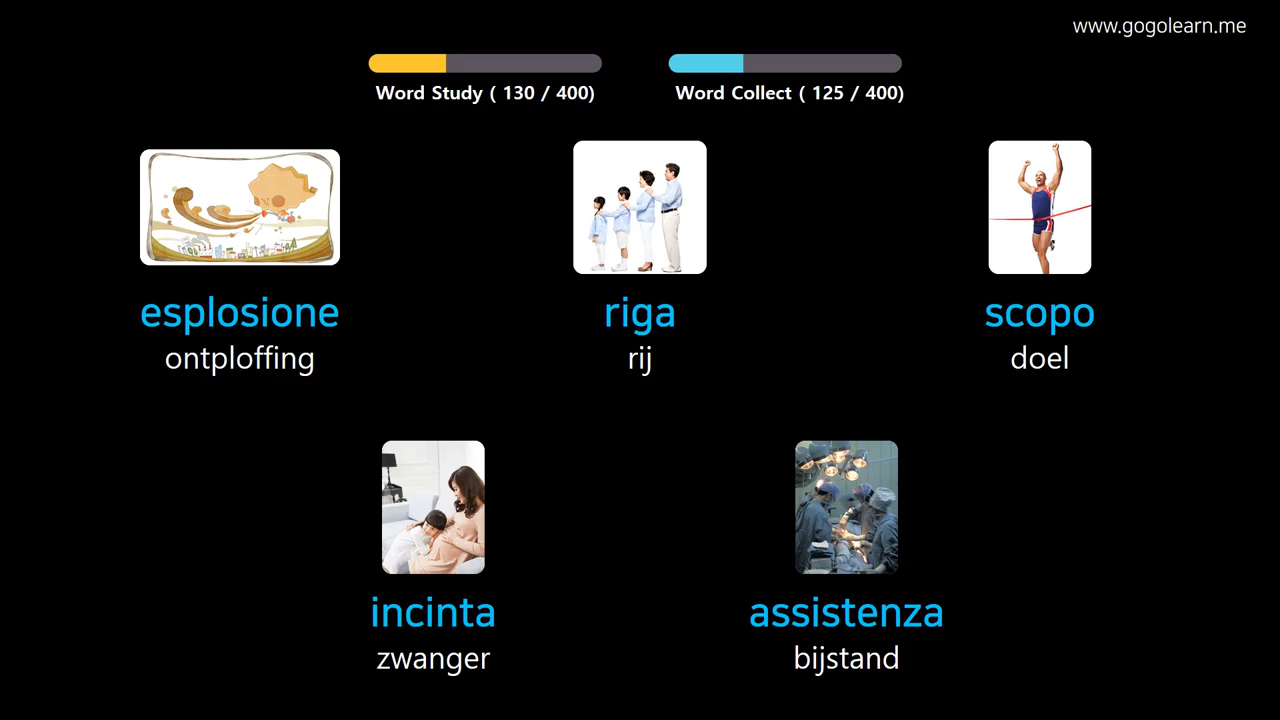 www.gogolearn.me
Word Study ( 130 / 400)
Word Collect ( 125 / 400)
esplosione
ontploffing
riga
rij
scopo
doel
incinta
zwanger
assistenza
bijstand